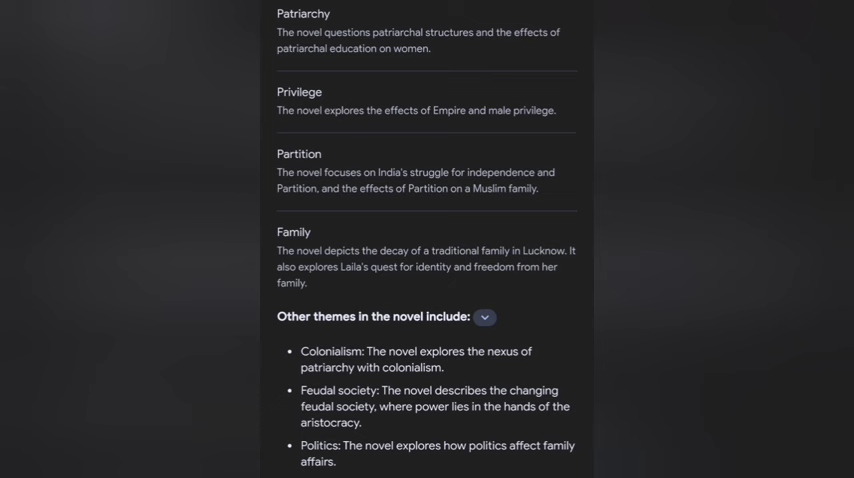 Patriarchy
The novel questions patriarchal structures and the effects of
patriarchal education on women.
Privilege
The novel explores the effects of Empire and male privilege.
Partition
The novel focuses on India's struggle for independence and
Partition, and the effects of Partition on a Muslim family.
Family
The novel depicts the decay of a traditional family in Lucknow. It
also explores Laila's quest for identity and freedom from her
family.
Other themes in the novel include:
• Colonialism: The novel explores the nexus of
patriarchy with colonialism.
• Feudal society: The novel describes the changing
feudal society, where power lies in the hands of the
aristocracy.
• Politics: The novel explores how politics affect family
affairs.